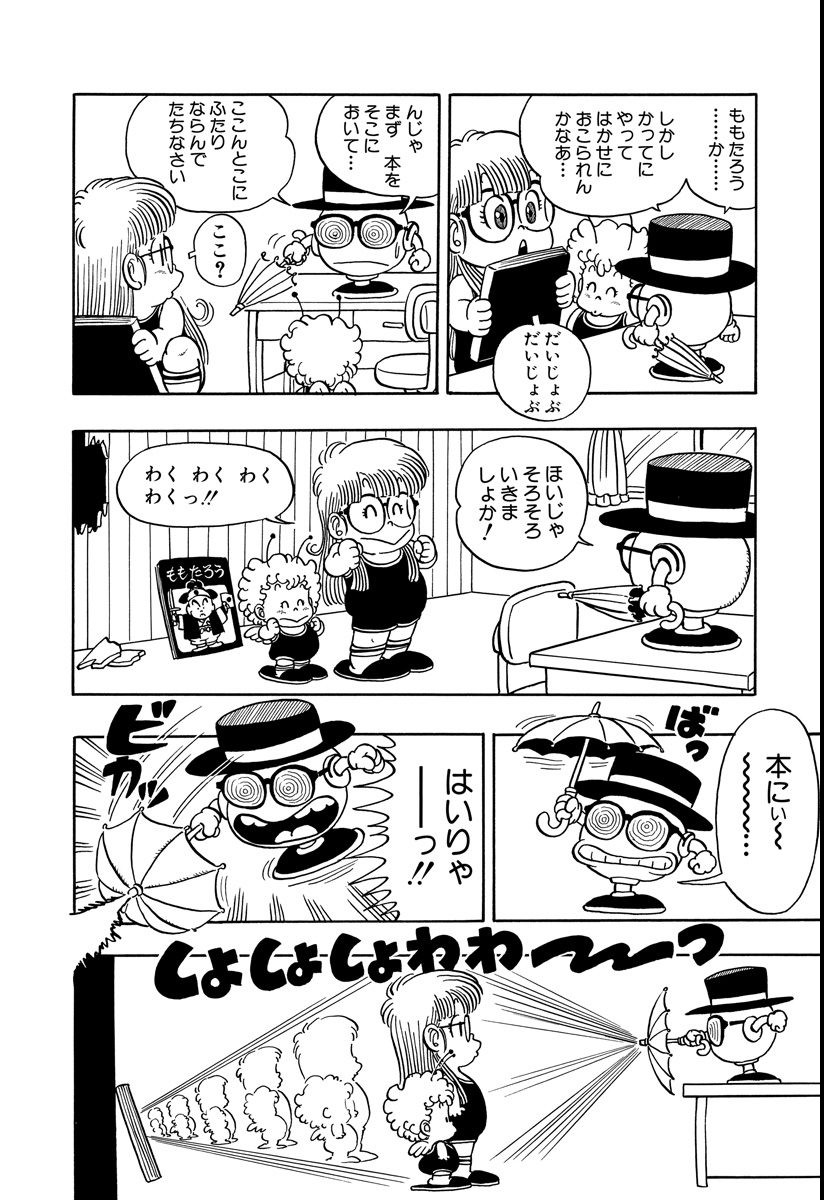 ももたろう
……か……
しかし
かってに
やって
はかせに
おこられん
かなあ…
だいじょぶ
だいじょぶ
んじゃ
まず 本を
そこに
おいて…
ここんとこに
ふたり
ならんで
たちなさい
ここ?
ほいじゃ
そろそろ
いきま
しょか!
わく わく わく
わくっ!!
ももたろう
ばっ
本にぃ〜
〜〜〜〜……
はいりゃ
ーーっ!!
ビカッ
しょしょしょわわ〜〜〜っ